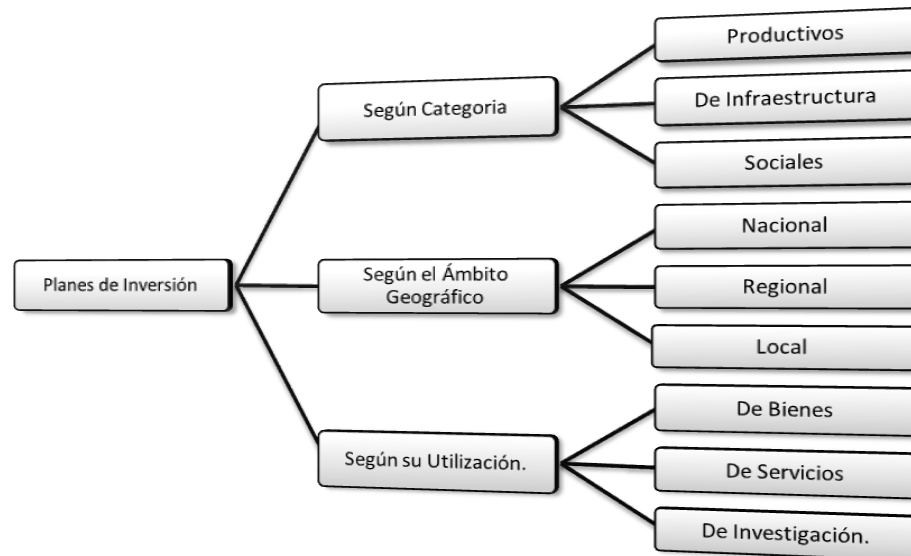 Planes de Inversión
Según Categoria
Productivos
De Infraestructura
Sociales
Según el Ámbito
Geográfico
Nacional
Regional
Local
Según su Utilización.
De Bienes
De Servicios
De Investigación.